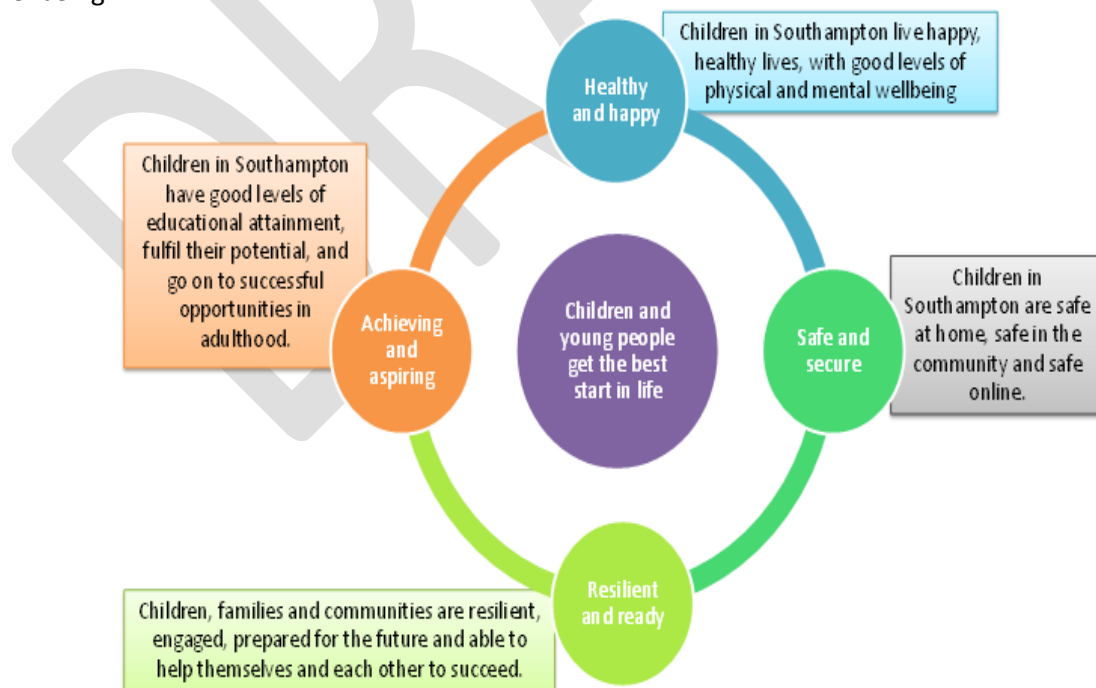 Children in Southampton live happy,
healthy lives, with good levels of
physical and mental wellbeing
Healthy
and happy
Children in Southampton
have good levels of
educational attainment,
fulfil their potential, and
go on to successful
opportunities in
adulthood.
Achieving
and
aspiring
Children and
young people
get the best
start in life
Safe and
secure
Children in
Southampton are safe
at home, safe in the
community and safe
online.
Resilient
and ready
Children, families and communities are resilient,
engaged, prepared for the future and able to
help themselves and each other to succeed.